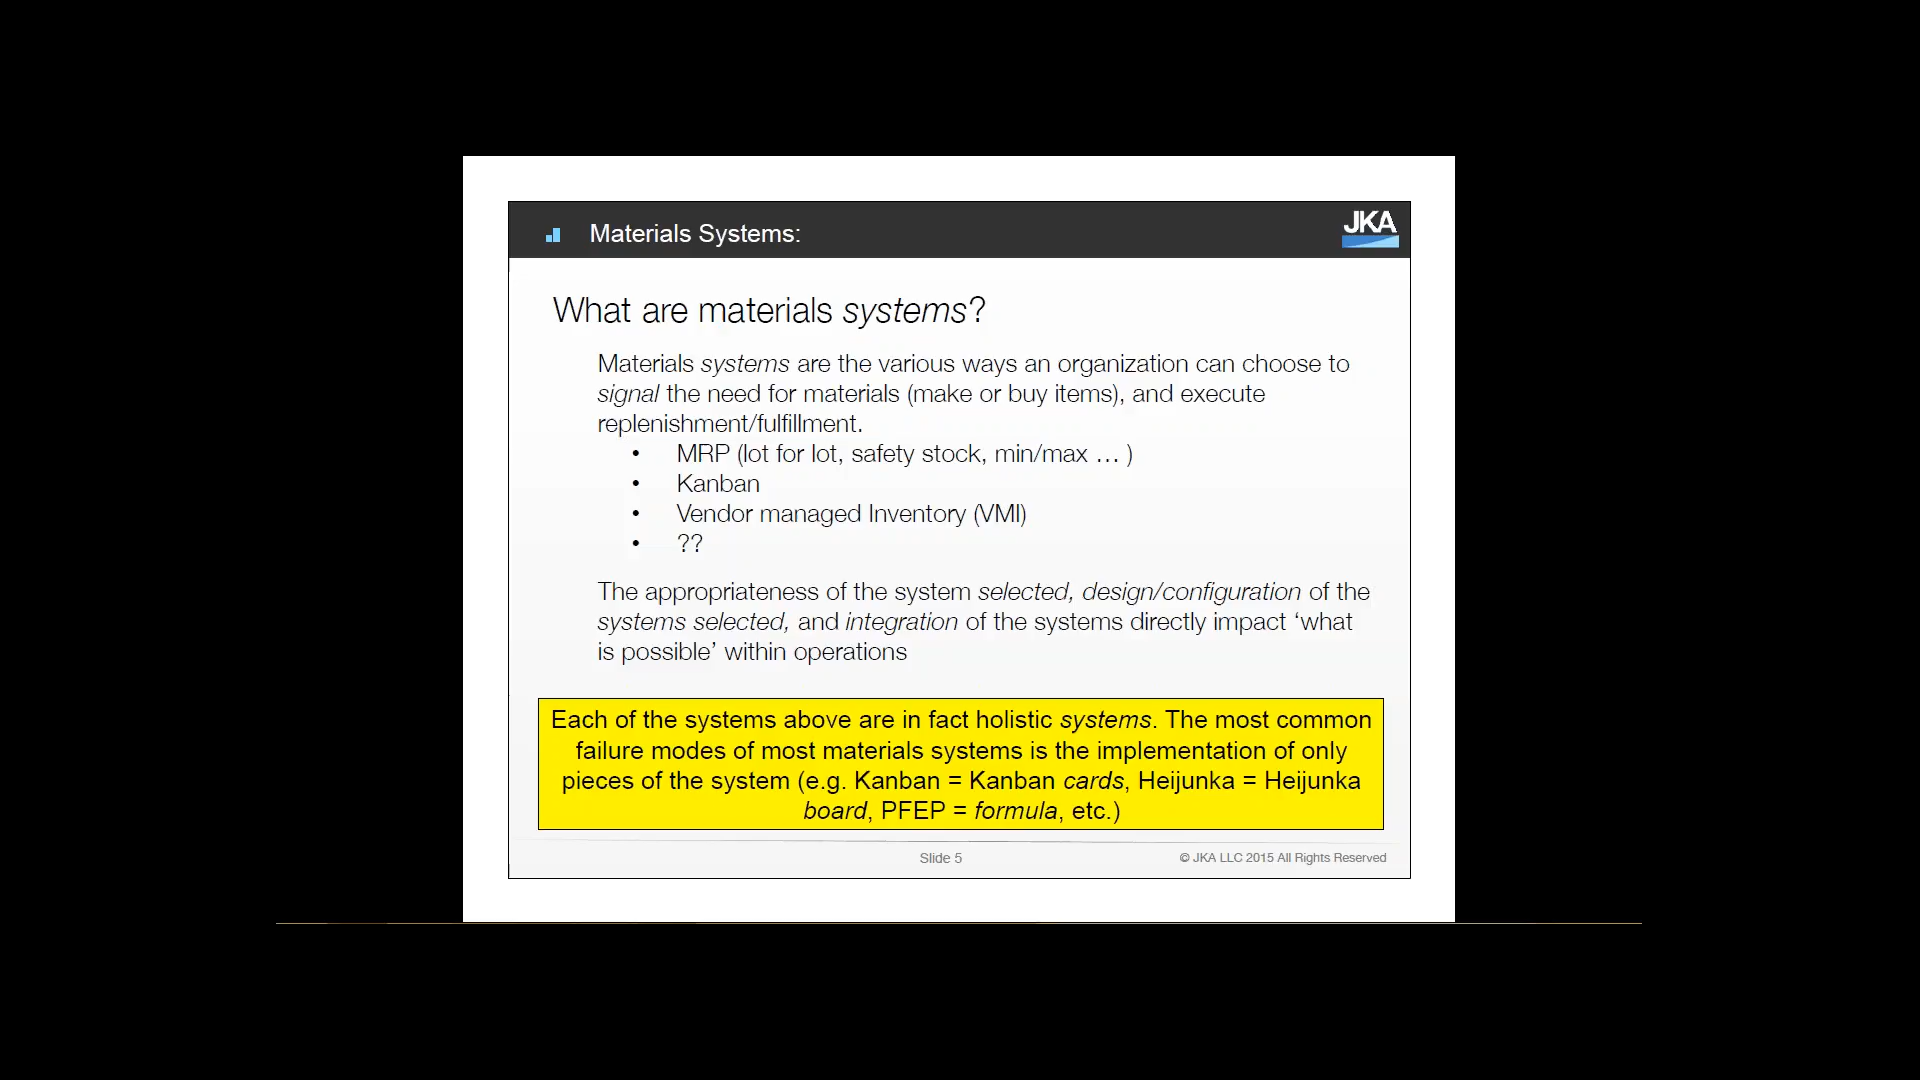 Materials Systems:
JKA
What are materials systems?
Materials systems are the various ways an organization can choose to
signal the need for materials (make or buy items), and execute
replenishment/fulfillment.
• MRP (lot for lot, safety stock, min/max … )
• Kanban
• Vendor managed Inventory (VMI)
• ??
The appropriateness of the system selected, design/configuration of the
systems selected, and integration of the systems directly impact ‘what
is possible’ within operations
Each of the systems above are in fact holistic systems. The most common
failure modes of most materials systems is the implementation of only
pieces of the system (e.g. Kanban = Kanban cards, Heijunka = Heijunka
board, PFEP = formula, etc.)
Slide 5
© JKA LLC 2015 All Rights Reserved